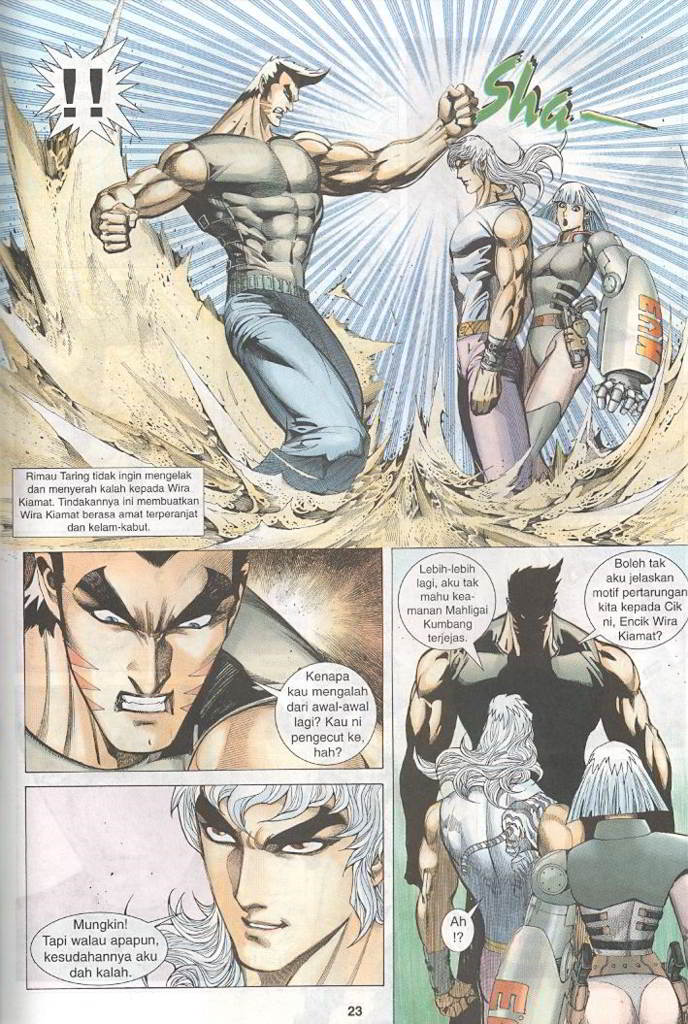 !!
Sha—
ENK
Rimau Taring tidak ingin mengelak
dan menyerah kalah kepada Wira
Kiamat. Tindakannya ini membuatkan
Wira Kiamat berasa amat terperanjat
dan kelam-kabut.
Kenapa
kau mengalah
dari awal-awal
lagi? Kau ni
pengecut ke,
hah?
Mungkin!
Tapi walau apapun,
kesudahannya aku
dah kalah.
Lebih-lebih
lagi, aku tak
mahu kea-
manan Mahligai
Kumbang
terjejas.
Boleh tak
aku jelaskan
motif pertarungan
kita kepada Cik
ni, Encik Wira
Kiamat?
Ah
!?
23